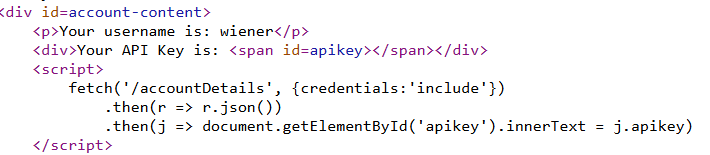 <div id=account-content>
    <p>Your username is: wiener</p>
    <div>Your API Key is: <span id=apikey></span></div>
    <script>
        fetch('/accountDetails', {credentials:'include'})
            .then(r => r.json())
            .then(j => document.getElementById('apikey').innerText = j.apikey)
    </script>